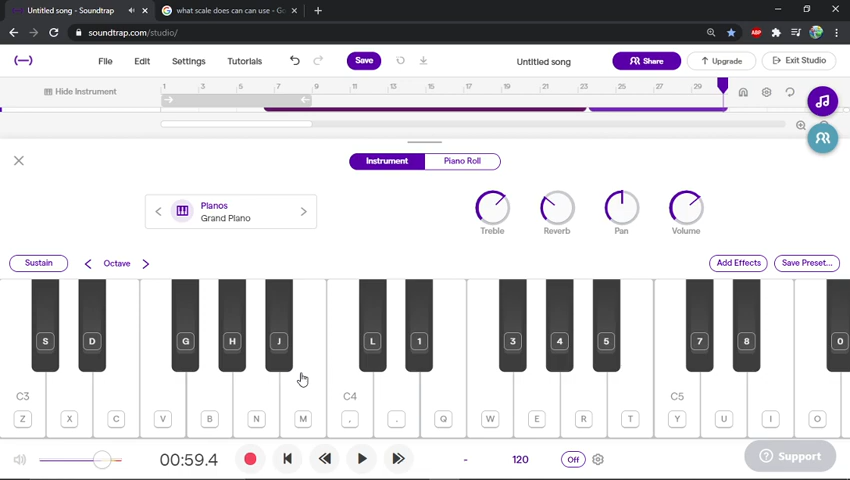 Untitled song - Soundtrap
what scale does can can use - Go
soundtrap.com/studio/
ABP
File
Edit
Settings
Tutorials
Save
Untitled song
Share
Upgrade
Exit Studio
Hide Instrument
1 3 5 7 9 11 13 15 17 19 21 23 25 27 29
Instrument
Piano Roll
Pianos
Grand Piano
Treble
Reverb
Pan
Volume
Sustain
Octave
Add Effects
Save Preset...
S D G H J L 1 3 4 5 7 8 0
C3 C4 C5
Z X C V B N M , . Q W E R T Y U I O
00:59.4
-
120
Off
Support